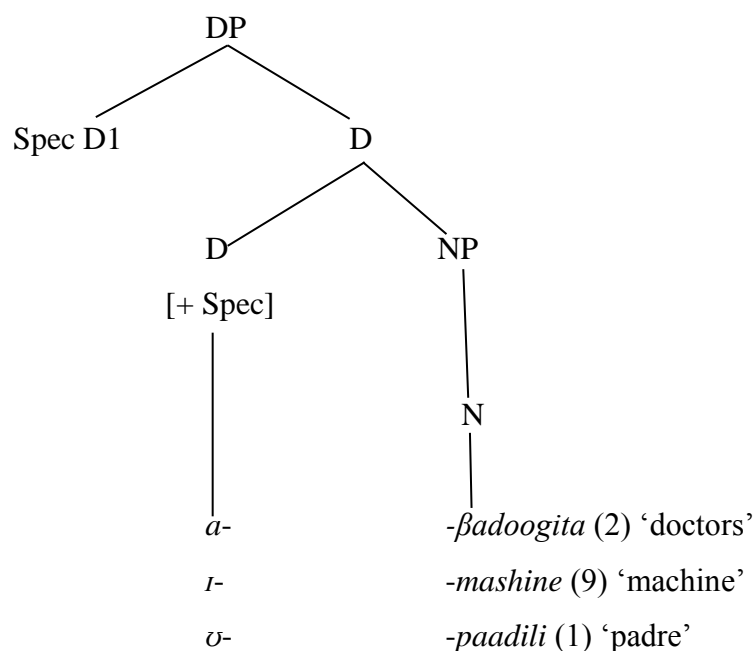 DP
Spec D1 D
D NP
[+ Spec]
N
a- -βadoogita (2) ‘doctors’
ɪ- -mashine (9) ‘machine’
ʊ- -paadili (1) ‘padre’